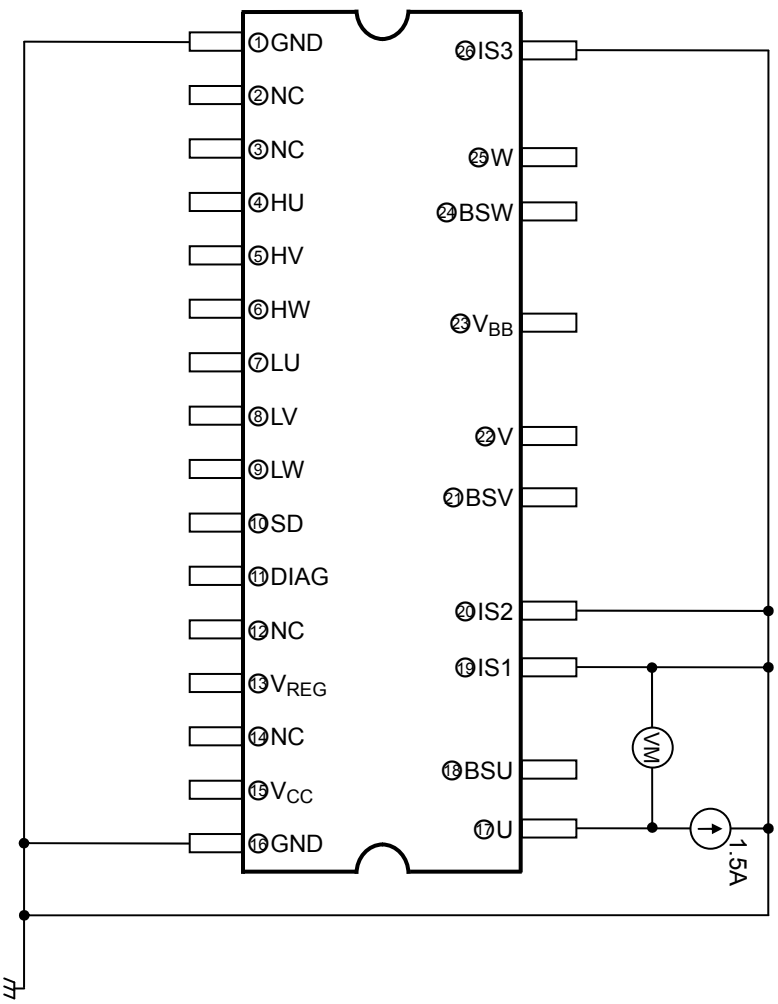 ①GND
②NC
③NC
④HU
⑤HV
⑥HW
⑦LU
⑧LV
⑨LW
⑩SD
⑪DIAG
⑫NC
⑬VREG
⑭NC
⑮VCC
⑯GND
㉖IS3
㉕W
㉔BSW
㉓VBB
㉒V
㉑BSV
⑳IS2
⑲IS1
⑱BSU
⑰U
VM
1.5A